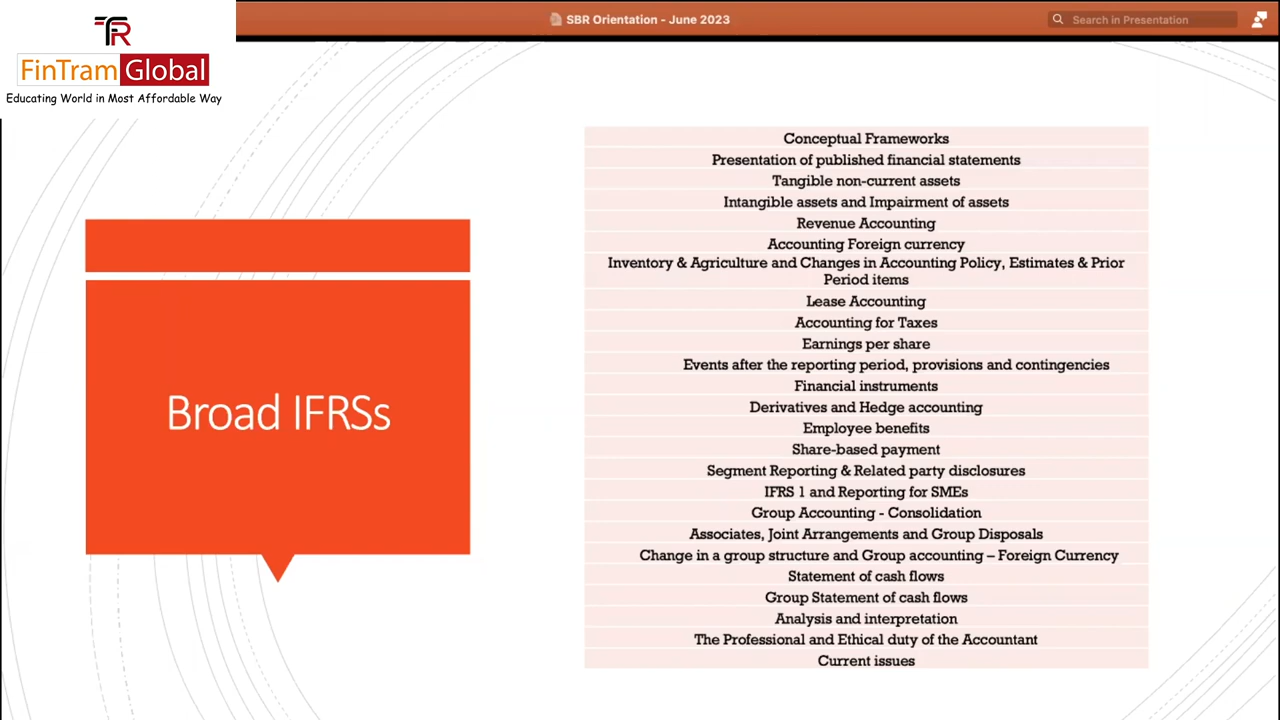 TR
FinTram Global
Educating World in Most Affordable Way
SBR Orientation - June 2023
Search in Presentation
Broad IFRSs
Conceptual Frameworks
Presentation of published financial statements
Tangible non-current assets
Intangible assets and Impairment of assets
Revenue Accounting
Accounting Foreign currency
Inventory & Agriculture and Changes in Accounting Policy, Estimates & Prior
Period items
Lease Accounting
Accounting for Taxes
Earnings per share
Events after the reporting period, provisions and contingencies
Financial instruments
Derivatives and Hedge accounting
Employee benefits
Share-based payment
Segment Reporting & Related party disclosures
IFRS 1 and Reporting for SMEs
Group Accounting - Consolidation
Associates, Joint Arrangements and Group Disposals
Change in a group structure and Group accounting – Foreign Currency
Statement of cash flows
Group Statement of cash flows
Analysis and interpretation
The Professional and Ethical duty of the Accountant
Current issues